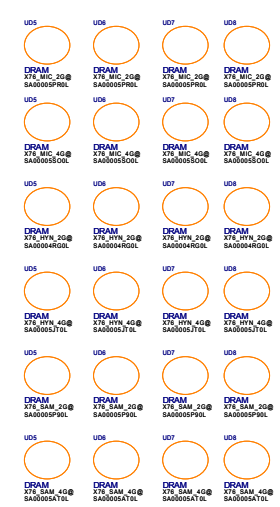 UD5 UD6 UD7 UD8
DRAM DRAM DRAM DRAM
X76_MIC_2G@ X76_MIC_2G@ X76_MIC_2G@ X76_MIC_2G@
SA00005PR0L SA00005PR0L SA00005PR0L SA00005PR0L
UD5 UD6 UD7 UD8
DRAM DRAM DRAM DRAM
X76_MIC_4G@ X76_MIC_4G@ X76_MIC_4G@ X76_MIC_4G@
SA00005SO0L SA00005SO0L SA00005SO0L SA00005SO0L
UD5 UD6 UD7 UD8
DRAM DRAM DRAM DRAM
X76_HYN_2G@ X76_HYN_2G@ X76_HYN_2G@ X76_HYN_2G@
SA00004RG0L SA00004RG0L SA00004RG0L SA00004RG0L
UD5 UD6 UD7 UD8
DRAM DRAM DRAM DRAM
X76_HYN_4G@ X76_HYN_4G@ X76_HYN_4G@ X76_HYN_4G@
SA00005JT0L SA00005JT0L SA00005JT0L SA00005JT0L
UD5 UD6 UD7 UD8
DRAM DRAM DRAM DRAM
X76_SAM_2G@ X76_SAM_2G@ X76_SAM_2G@ X76_SAM_2G@
SA00005P90L SA00005P90L SA00005P90L SA00005P90L
UD5 UD6 UD7 UD8
DRAM DRAM DRAM DRAM
X76_SAM_4G@ X76_SAM_4G@ X76_SAM_4G@ X76_SAM_4G@
SA00005AT0L SA00005AT0L SA00005AT0L SA00005AT0L